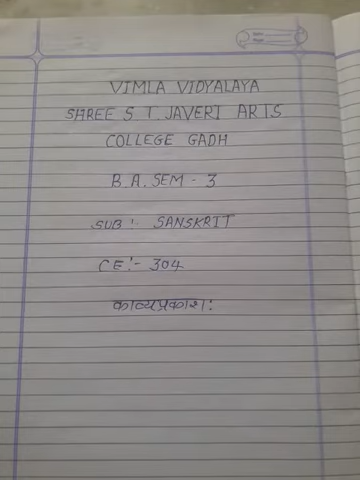 VIMLA VIDYALAYA
SHREE S T JAVERI ARTS
COLLEGE GADH
B.A. SEM - 3
SUB :- SANSKRIT
CE :- 304
काव्यप्रकाश: